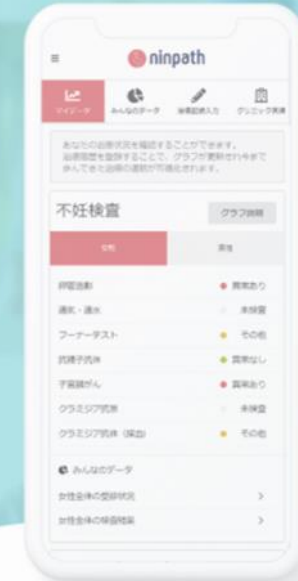 ninpath
マイデータ
みんなのデータ
治療記録入力
クリニック検索
あなたの治療状況を確認することができます。
治療履歴を登録することで、グラフが更新され今まで
歩んできた治療の道筋が可視化されます。
不妊検査
グラフ説明
女性
男性
卵管造影
異常あり
通気・通水
未検査
フーナーテスト
その他
抗精子抗体
異常なし
子宮頸がん
異常あり
クラミジア抗原
未検査
クラミジア抗体（採血）
その他
みんなのデータ
女性全体の受診状況
女性全体の検査結果